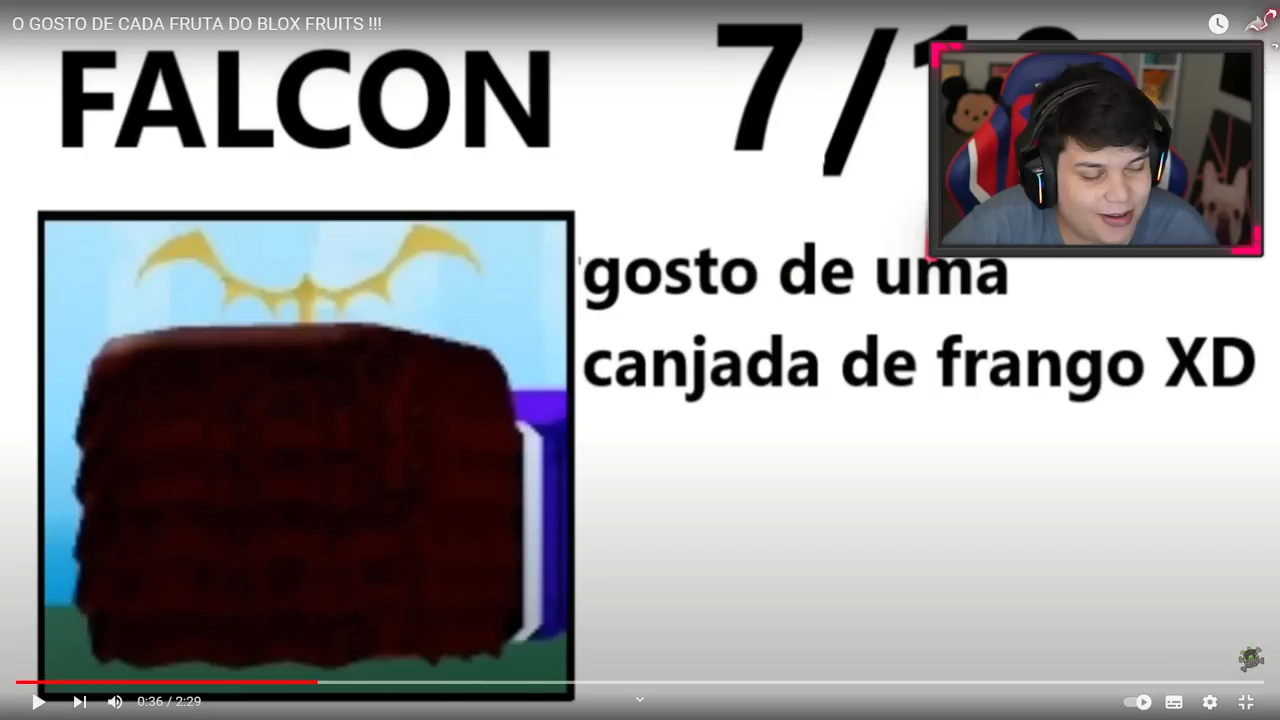 O GOSTO DE CADA FRUTA DO BLOX FRUITS !!!
FALCON
7/1
gosto de uma
canjada de frango XD
0:36 / 2:29